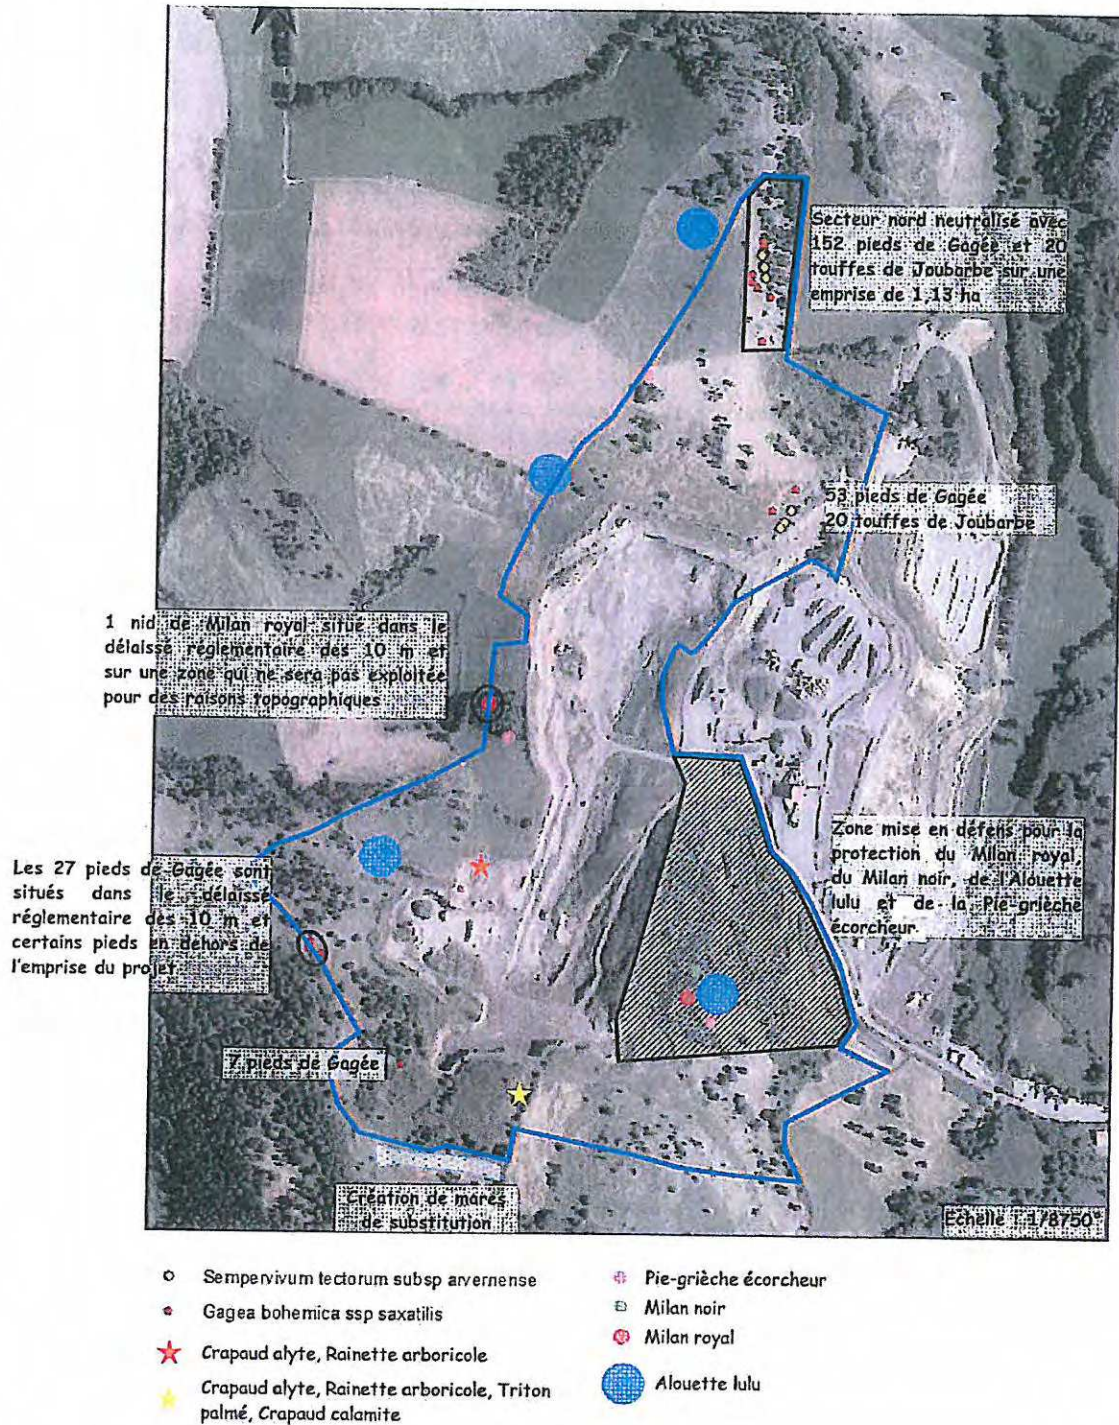 Secteur nord neutralisé avec
152 pieds de Gagée et 20
touffes de Joubarbe sur une
emprise de 1,13 ha
53 pieds de Gagée
20 touffes de Joubarbe
1 nid de Milan royal situé dans le
délaissé réglementaire des 10 m et
sur une zone qui ne sera pas exploitée
pour des raisons topographiques
Zone mise en défens pour la
protection du Milan royal,
du Milan noir, de l'Alouette
lulu et de la Pie-grièche
écorcheur
Les 27 pieds de Gagée sont
situés dans le délaissé
réglementaire des 10 m et
certains pieds en dehors de
l'emprise du projet
7 pieds de Gagée
Création de mares
de substitution
Echelle : 1/8750°
Sempervivum tectorum subsp arvernense
Gagea bohemica ssp saxatilis
Crapaud alyte, Rainette arboricole
Crapaud alyte, Rainette arboricole, Triton
palmé, Crapaud calamite
Pie-grièche écorcheur
Milan noir
Milan royal
Alouette lulu